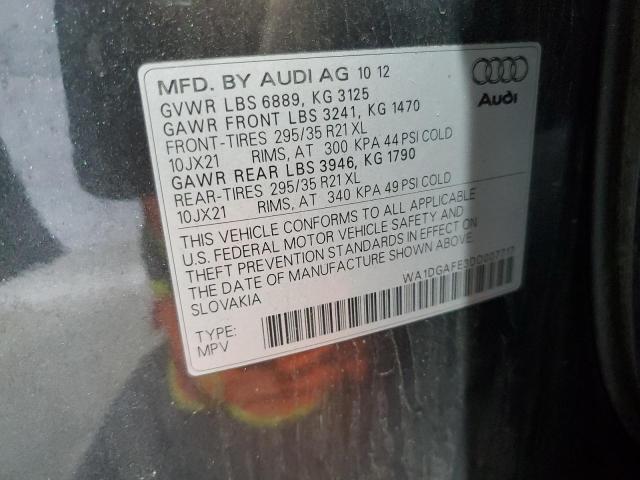 MFD. BY AUDI AG 10 12
GVWR LBS 6889, KG 3125
GAWR FRONT LBS 3241, KG 1470
FRONT-TIRES 295/35 R21 XL
10JX21 RIMS, AT 300 KPA 44 PSI COLD
GAWR REAR LBS 3946, KG 1790
REAR-TIRES 295/35 R21 XL
10JX21 RIMS, AT 340 KPA 49 PSI COLD
Audi
THIS VEHICLE CONFORMS TO ALL APPLICABLE
U.S. FEDERAL MOTOR VEHICLE SAFETY AND
THEFT PREVENTION STANDARDS IN EFFECT ON
THE DATE OF MANUFACTURE SHOWN ABOVE.
SLOVAKIA
WA1DGAFE3DD007717
TYPE:
MPV